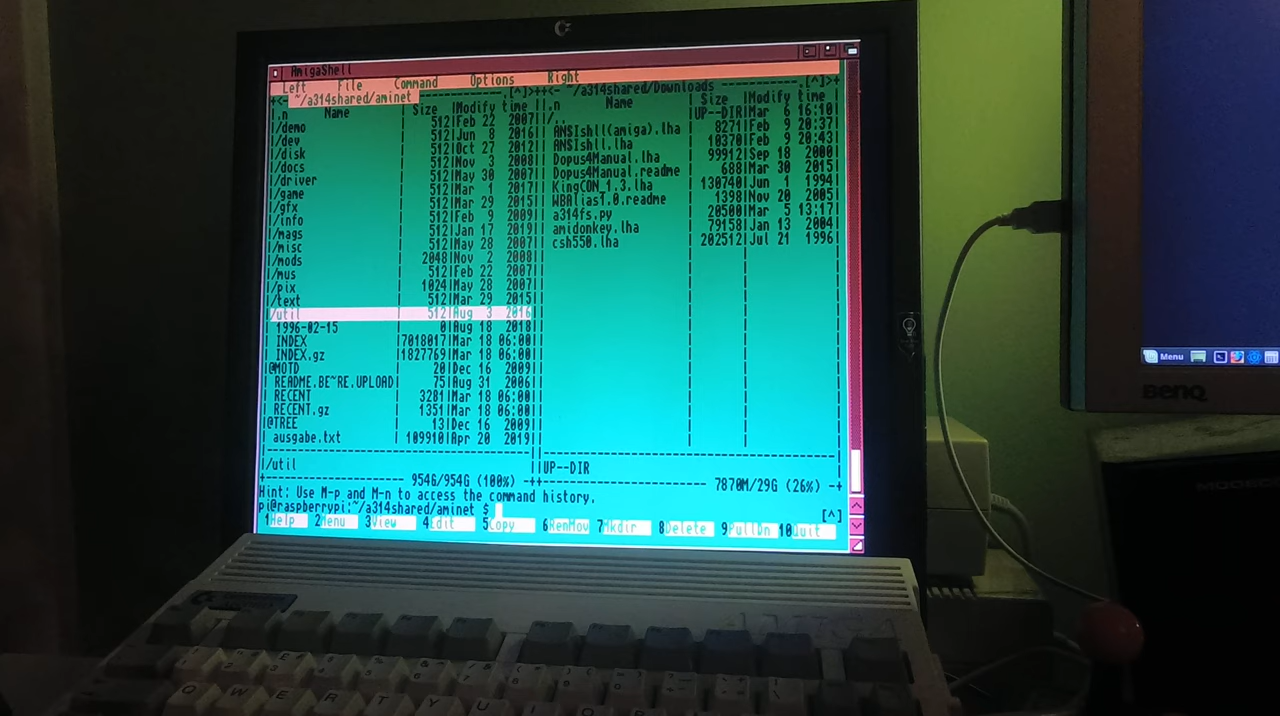 AmigaShell
Left File Command Options Right
+<- ~/a314shared/aminet ----------.[^]>++<- ~/a314shared/Downloads ----------.[^]>+
|.n Name Size |Modify time||.n Name | Size |Modify time|
|/demo 512|Feb 22 2007||/.. |UP--DIR|Mar 6 16:10|
|/dev 512|Jun 8 2016|| ANSIshll(amiga).lha | 8271|Feb 9 20:37|
|/disk 512|Oct 27 2012|| ANSIshll.lha | 10370|Feb 9 20:43|
|/docs 512|Nov 3 2008|| Dopus4Manual.lha | 99912|Sep 18 2000|
|/driver 512|May 30 2007|| Dopus4Manual.readme | 688|Mar 30 2015|
|/game 512|Mar 1 2017|| KingCON_1.3.lha | 130740|Jun 1 1994|
|/gfx 512|Mar 29 2015|| WBAlias1.0.readme | 1398|Nov 20 2005|
|/info 512|Feb 9 2009|| a314fs.py | 20500|Mar 5 13:17|
|/mags 512|Jan 17 2019|| amidonkey.lha | 79158|Jan 13 2004|
|/misc 512|May 28 2007|| csh550.lha | 202512|Jul 21 1996|
|/mods 2048|Nov 2 2008||
|/mus 512|Feb 22 2007||
|/pix 1024|May 28 2007||
|/text 512|Mar 29 2015||
|/util 512|Aug 3 2016||
| 1996-02-15 | 0|Aug 18 2018||
| INDEX |7018017|Mar 18 06:00||
| INDEX.gz |1827769|Mar 18 06:00||
|@MOTD | 20|Dec 16 2009||
| README.BE~RE.UPLOAD| 75|Aug 31 2006||
| RECENT | 3281|Mar 18 06:00||
| RECENT.gz | 1351|Mar 18 06:00||
|@TREE | 13|Dec 16 2009||
| ausgabe.txt | 109910|Apr 20 2019||
|/util ||UP--DIR
954G/954G (100%) 7870M/29G (26%)
Hint: Use M-p and M-n to access the command history.
pi@raspberrypi:~/a314shared/aminet $ [^]
1Help 2Menu 3View 4Edit 5Copy 6RenMov 7Mkdir 8Delete 9PullDn 10Quit
Menu
BenQ
Q W E R T Y U I O P